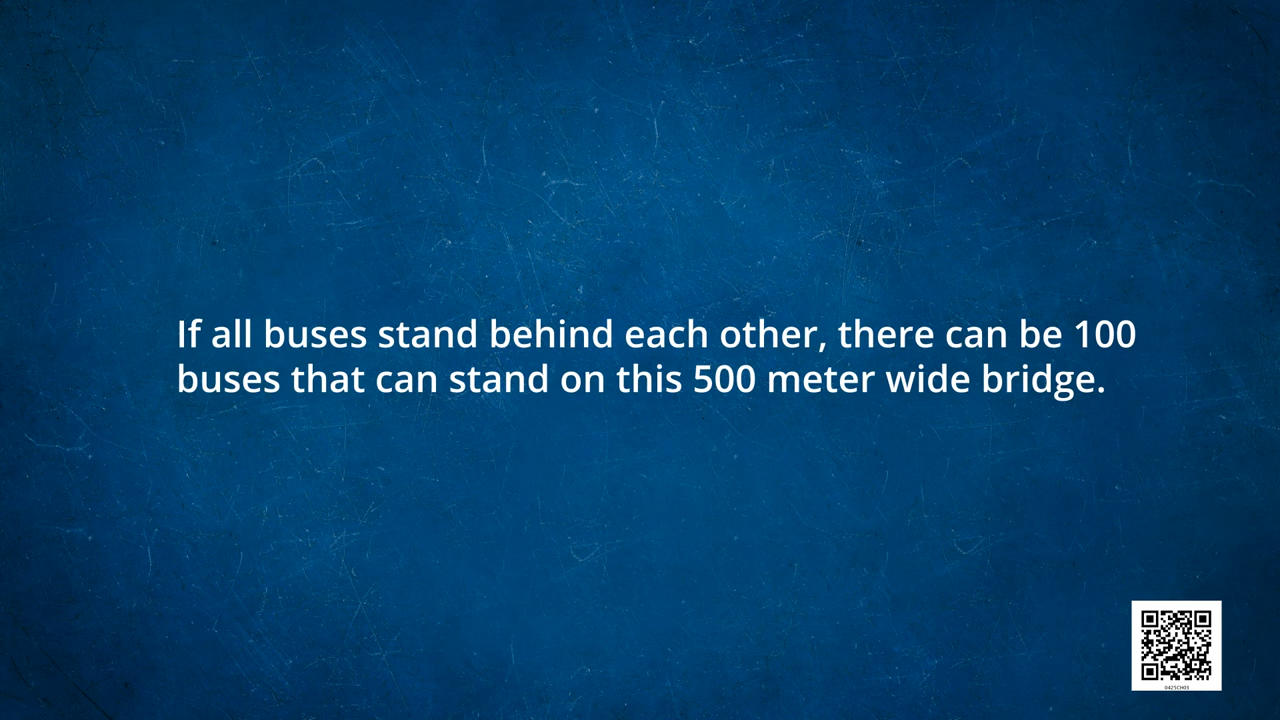 If all buses stand behind each other, there can be 100
buses that can stand on this 500 meter wide bridge.
0425CH03